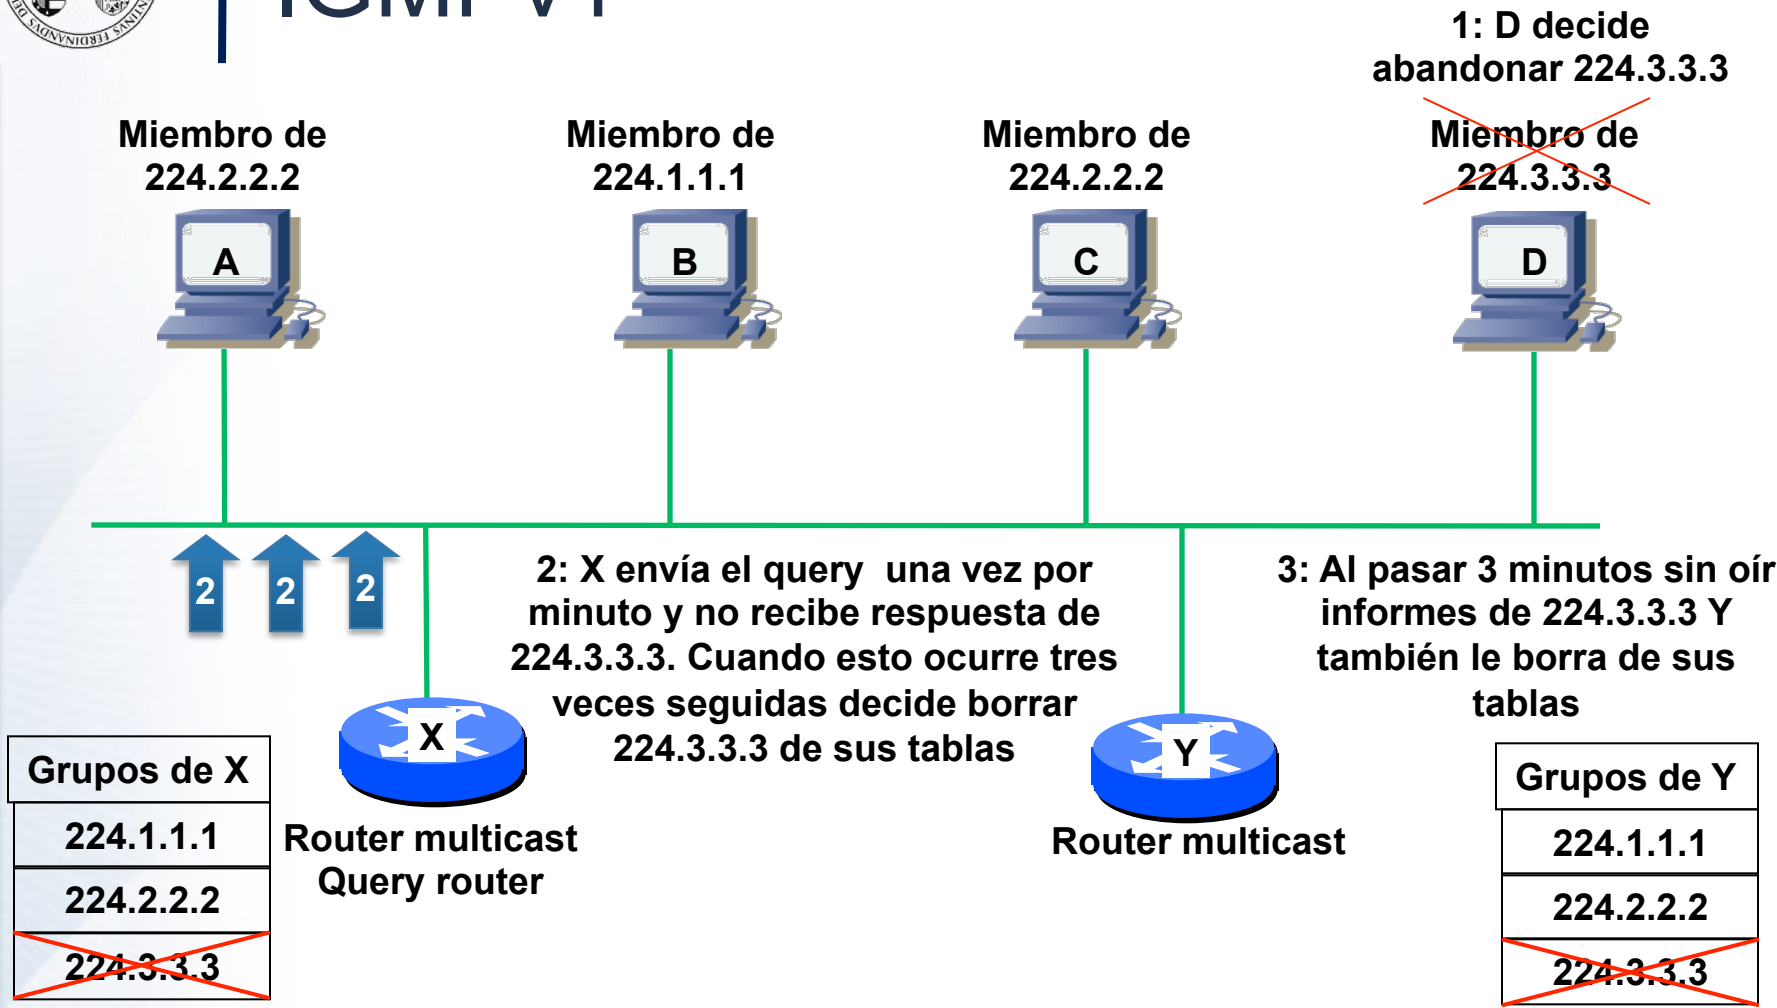 IGMPv1
1: D decide
abandonar 224.3.3.3
Miembro de
224.2.2.2
Miembro de
224.1.1.1
Miembro de
224.2.2.2
Miembro de
224.3.3.3
A
B
C
D
2
2
2
2: X envía el query una vez por
minuto y no recibe respuesta de
224.3.3.3. Cuando esto ocurre tres
veces seguidas decide borrar
224.3.3.3 de sus tablas
3: Al pasar 3 minutos sin oír
informes de 224.3.3.3 Y
también le borra de sus
tablas
X
Y
Router multicast
Query router
Router multicast
Grupos de X
224.1.1.1
224.2.2.2
224.3.3.3
Grupos de Y
224.1.1.1
224.2.2.2
224.3.3.3